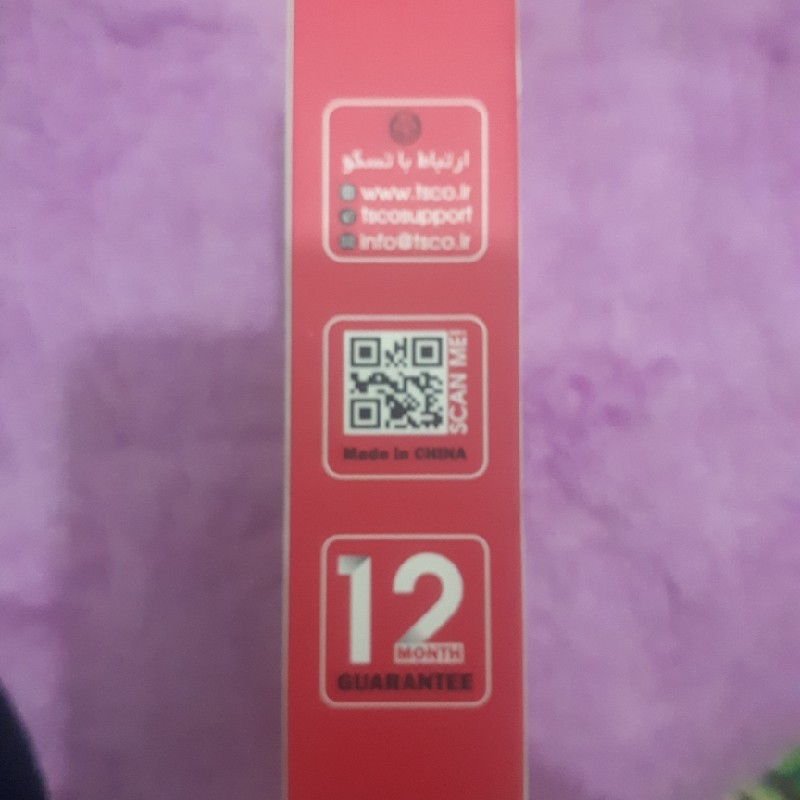 ارتباط با تسکو
www.tsco.ir
tscosupport
info@tsco.ir
SCAN ME!
Made in CHINA
12
MONTH
GUARANTEE